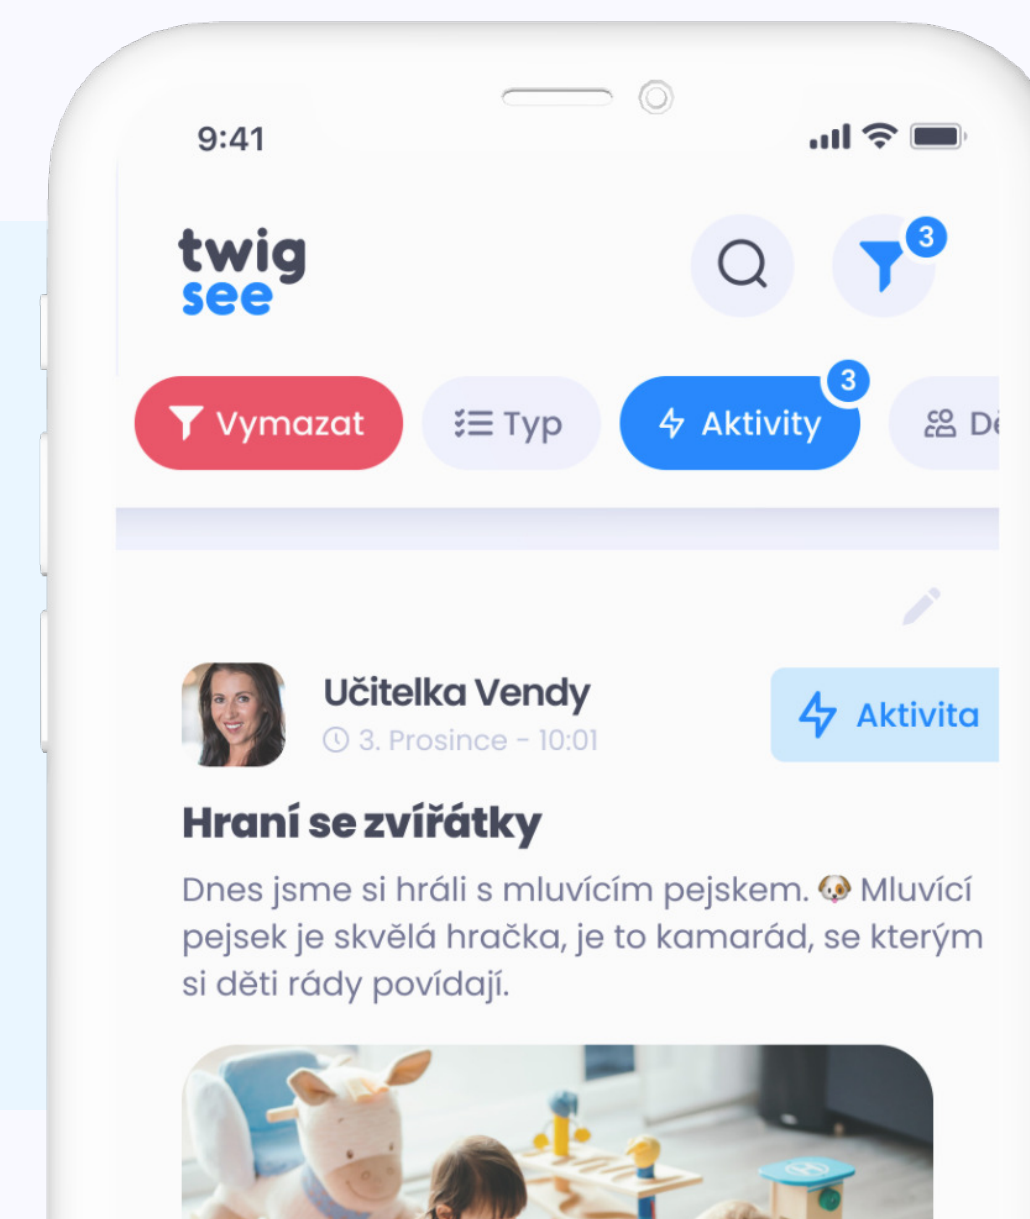 9:41
twig
see
3
Vymazat
Typ
Aktivity
3
Učitelka Vendy
3. Prosince - 10:01
Aktivita
Hraní se zvířátky
Dnes jsme si hráli s mluvícím pejskem. 🐶 Mluvící
pejsek je skvělá hračka, je to kamarád, se kterým
si děti rády povídají.